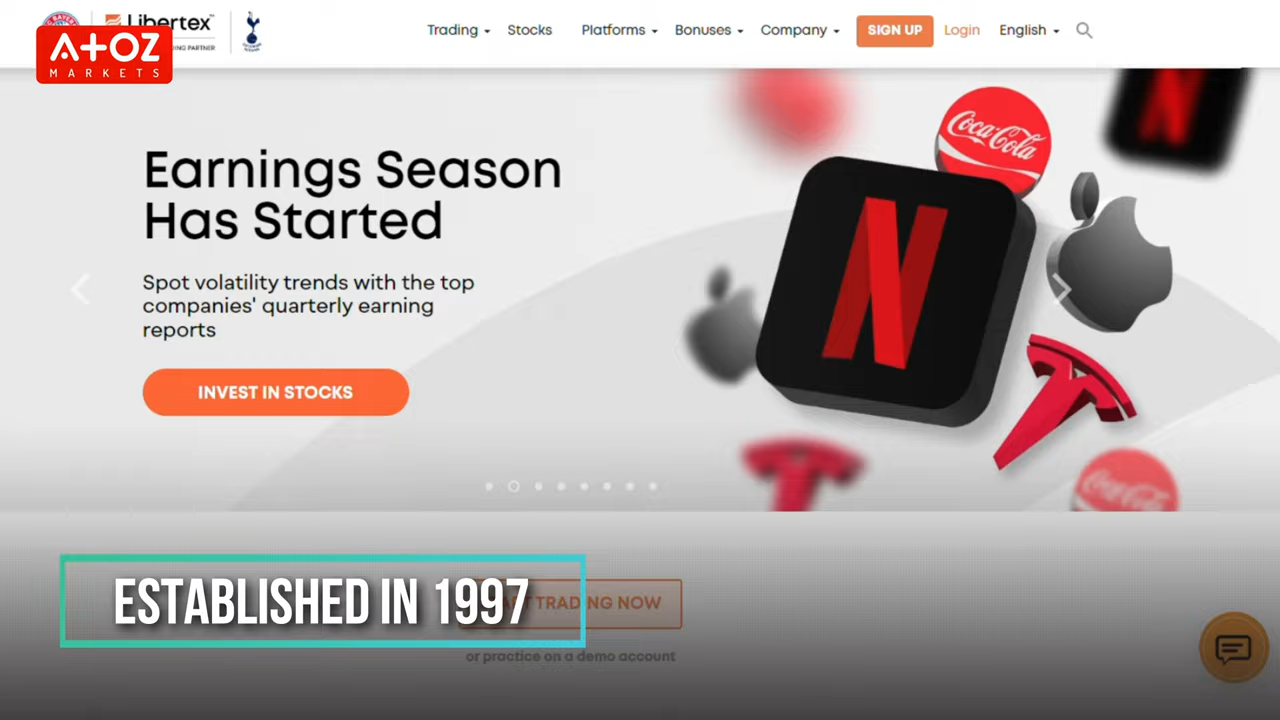 Libertex
A+OZ
MARKETS
Trading
Stocks
Platforms
Bonuses
Company
SIGN UP
Login
English
Earnings Season
Has Started
Spot volatility trends with the top
companies' quarterly earning
reports
INVEST IN STOCKS
Coca-Cola
N
ESTABLISHED IN 1997
TRADING NOW
or practice on a demo account